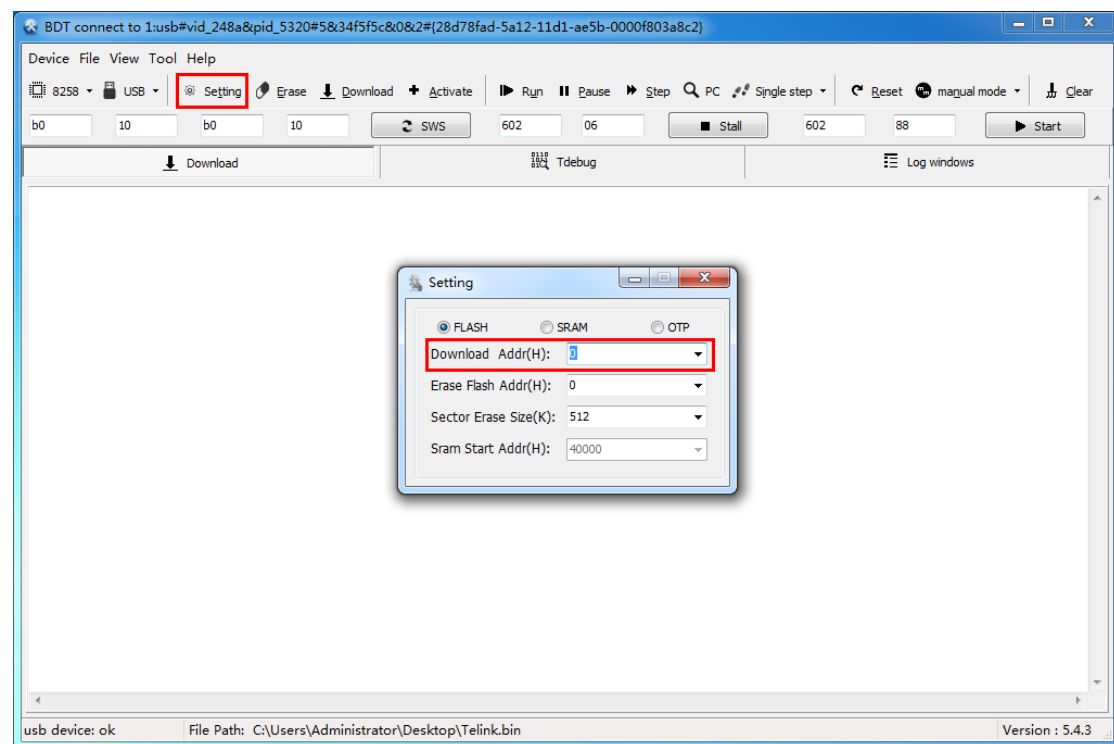 BDT connect to 1:usb#vid_248a&pid_5320#5&34f5f5c&0&2#{28d78fad-5a12-11d1-ae5b-0000f803a8c2}
Device File View Tool Help
8258 USB Setting Erase Download Activate Run Pause Step PC Single step Reset manual mode Clear
b0 10 b0 10 SWS 602 06 Stall 602 88 Start
Download Tdebug Log windows
Setting
FLASH SRAM OTP
Download Addr(H): 0
Erase Flash Addr(H): 0
Sector Erase Size(K): 512
Sram Start Addr(H): 40000
usb device: ok File Path: C:\Users\Administrator\Desktop\Telink.bin Version : 5.4.3